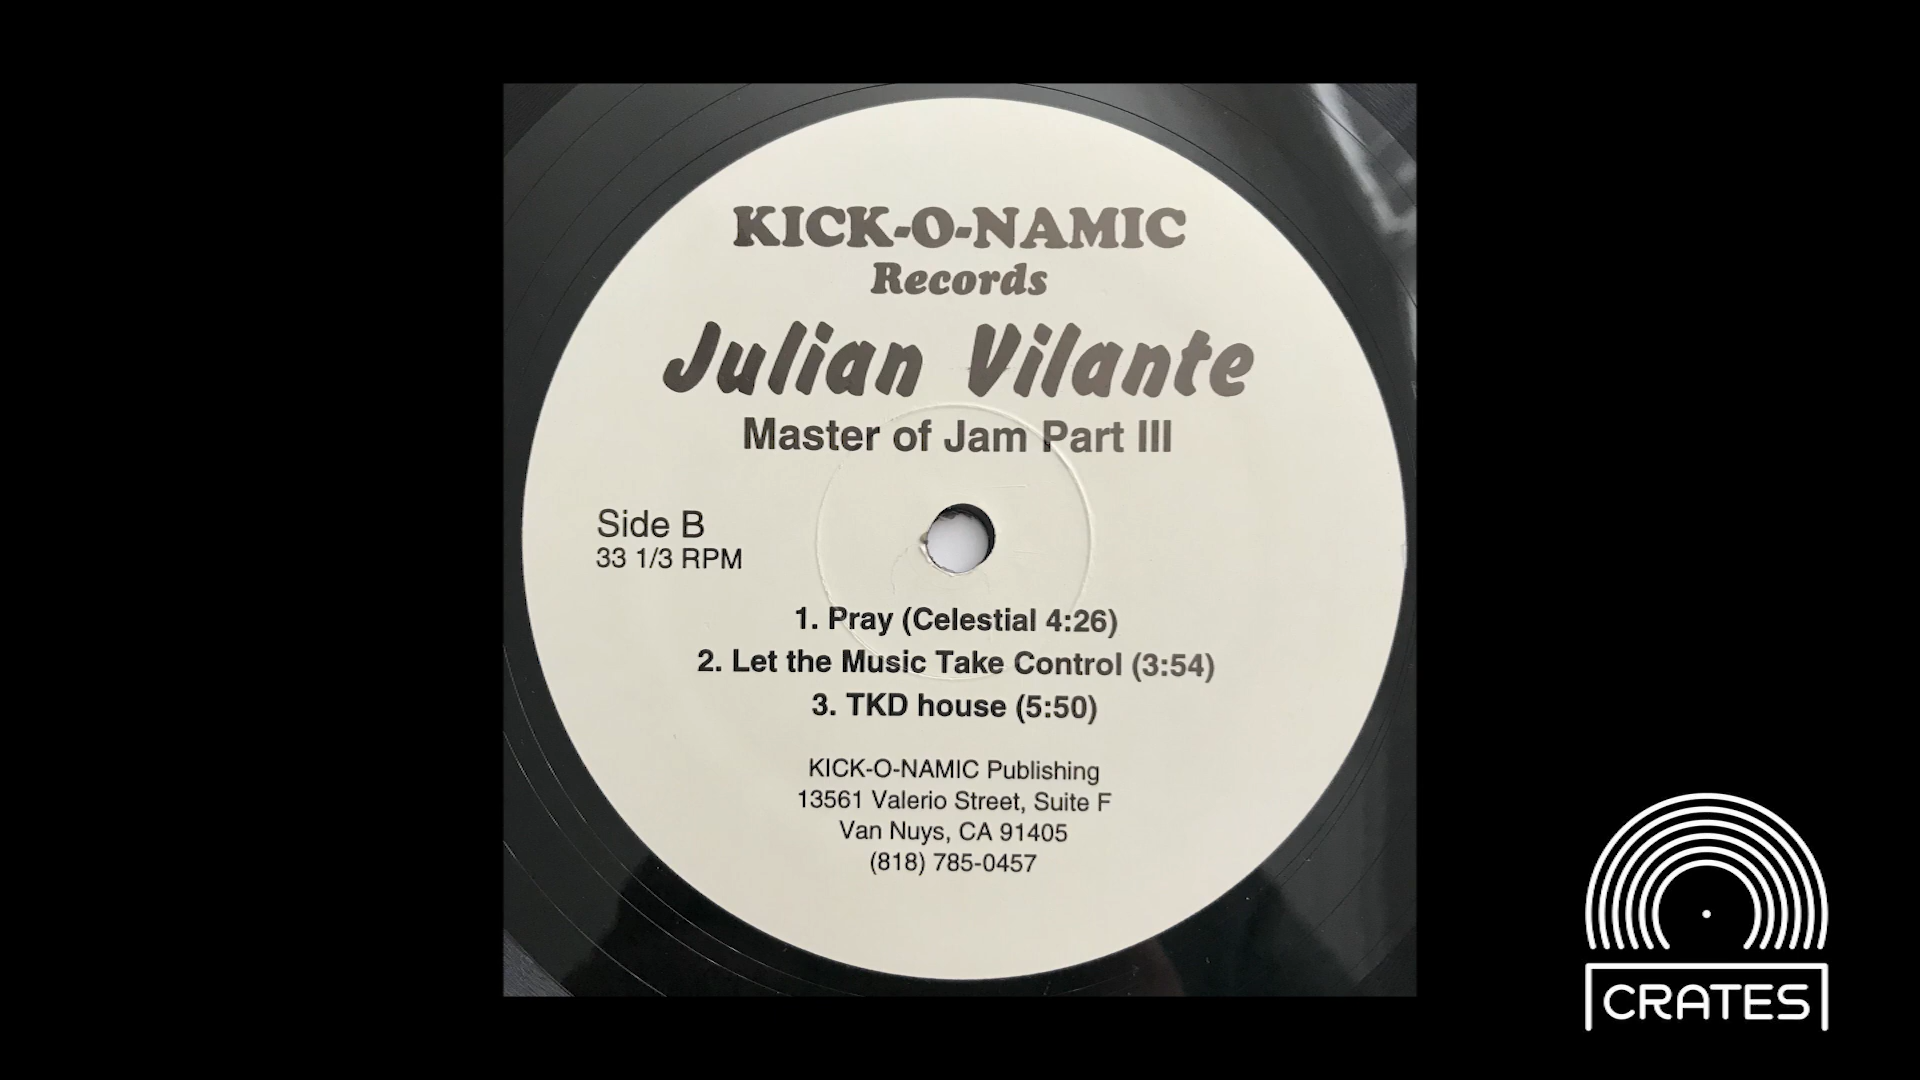 KICK-O-NAMIC
Records
Julian Vilante
Master of Jam Part III
Side B
33 1/3 RPM
1. Pray (Celestial 4:26)
2. Let the Music Take Control (3:54)
3. TKD house (5:50)
KICK-O-NAMIC Publishing
13561 Valerio Street, Suite F
Van Nuys, CA 91405
(818) 785-0457
CRATES